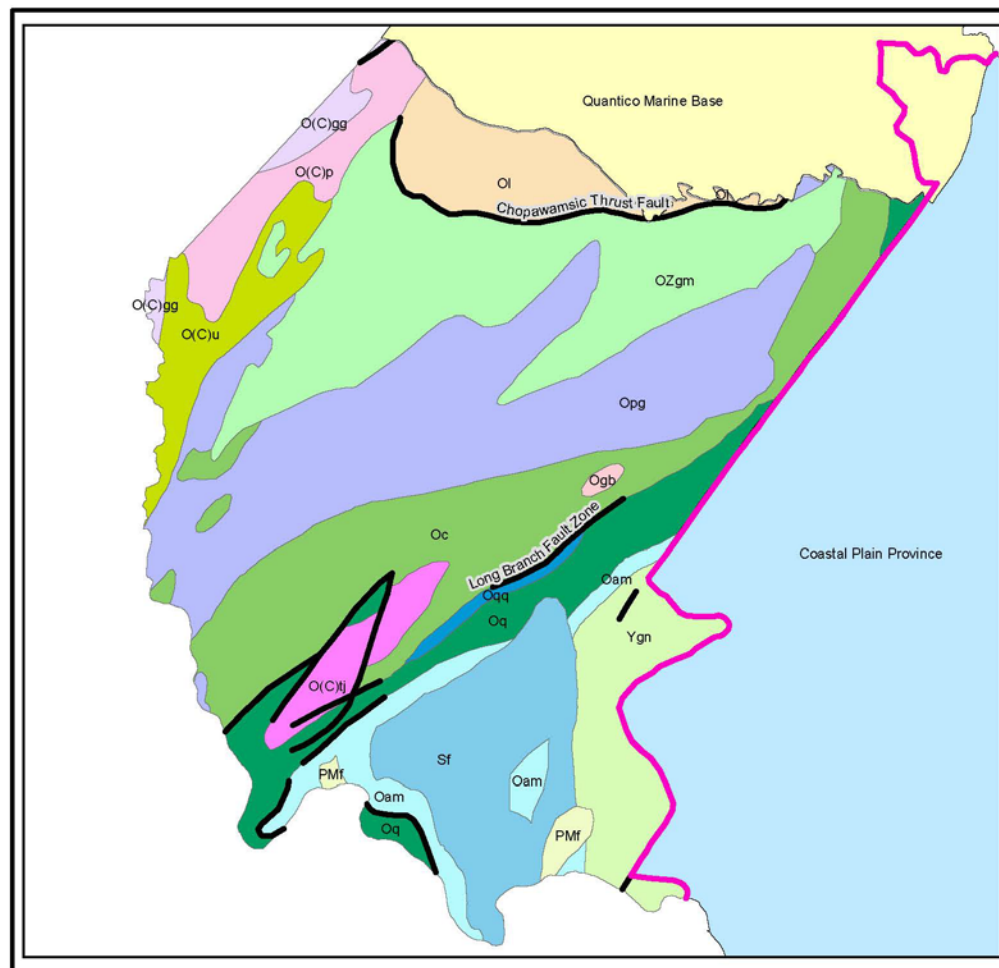 Quantico Marine Base
O(C)gg
O(C)p
Ol
Ol
Chopawamsic Thrust Fault
OZgm
O(C)gg
O(C)u
Opg
Ogb
Oc
Long Branch Fault Zone
Coastal Plain Province
Oam
Oqq
Oq
Ygn
O(C)tj
Sf
PMf
Oam
Oam
Oq
PMf